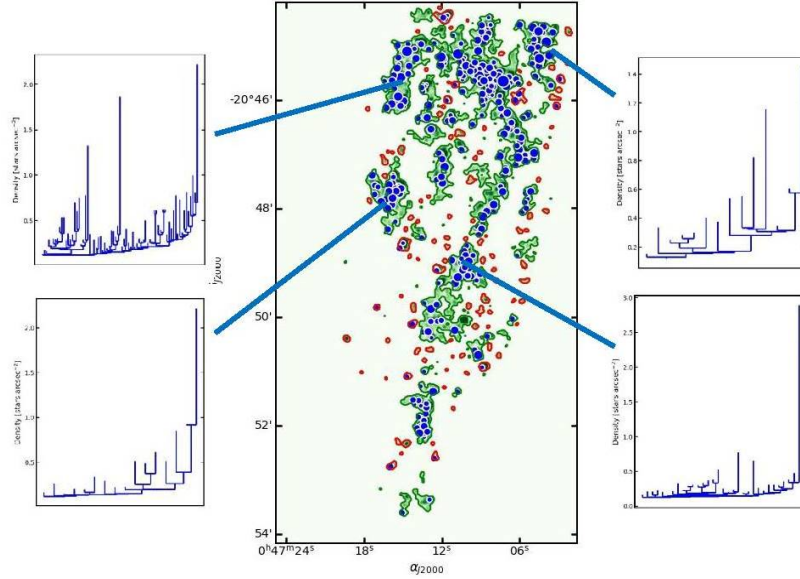 Density [stars arcsec⁻²]
2.0
1.5
1.0
0.5
Density [stars arcsec⁻²]
2.0
1.5
1.0
0.5
-20°46'
48'
50'
52'
54'
J2000
0ʰ47ᵐ24ˢ
18ˢ
12ˢ
06ˢ
αJ2000
Density [stars arcsec⁻²]
1.4
1.2
1.0
0.8
0.6
0.4
0.2
Density [stars arcsec⁻²]
3.0
2.5
2.0
1.5
1.0
0.5
0.0